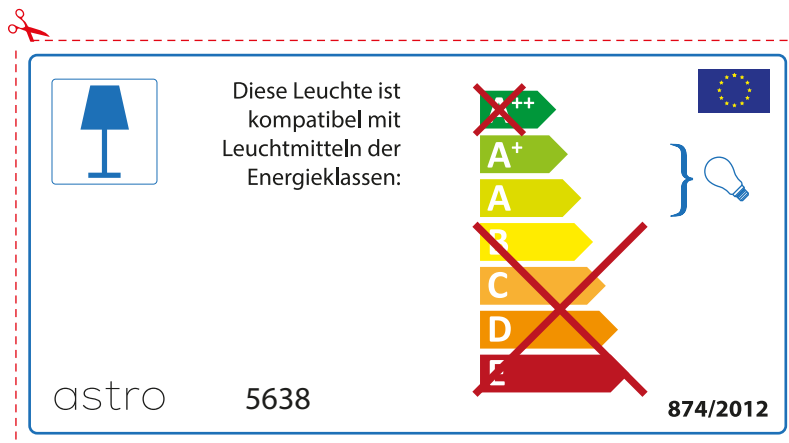 Diese Leuchte ist
kompatibel mit
Leuchtmitteln der
Energieklassen:
A++
A+
A
B
C
D
E
astro
5638
874/2012